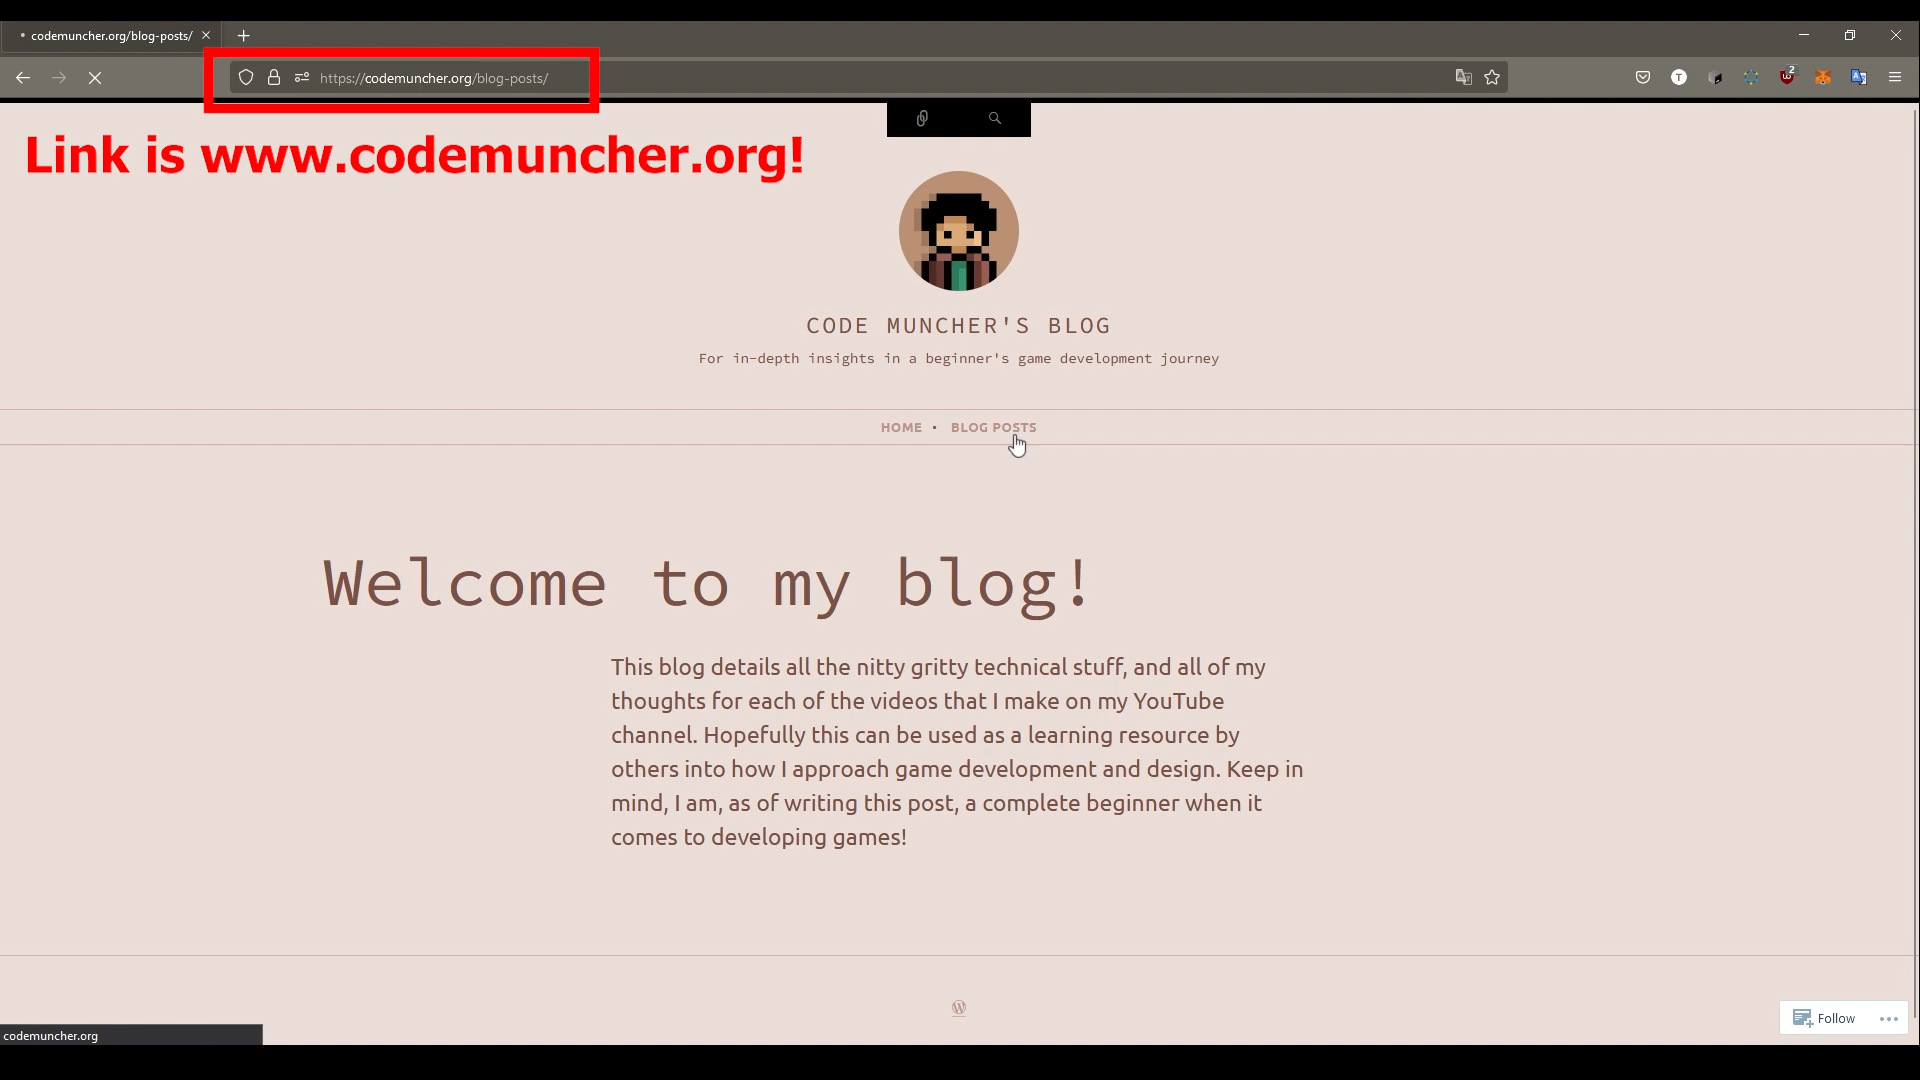 codemuncher.org/blog-posts/
https://codemuncher.org/blog-posts/
2
Link is www.codemuncher.org!
CODE MUNCHER'S BLOG
For in-depth insights in a beginner's game development journey
HOME • BLOG POSTS
Welcome to my blog!
This blog details all the nitty gritty technical stuff, and all of my
thoughts for each of the videos that I make on my YouTube
channel. Hopefully this can be used as a learning resource by
others into how I approach game development and design. Keep in
mind, I am, as of writing this post, a complete beginner when it
comes to developing games!
Follow
codemuncher.org